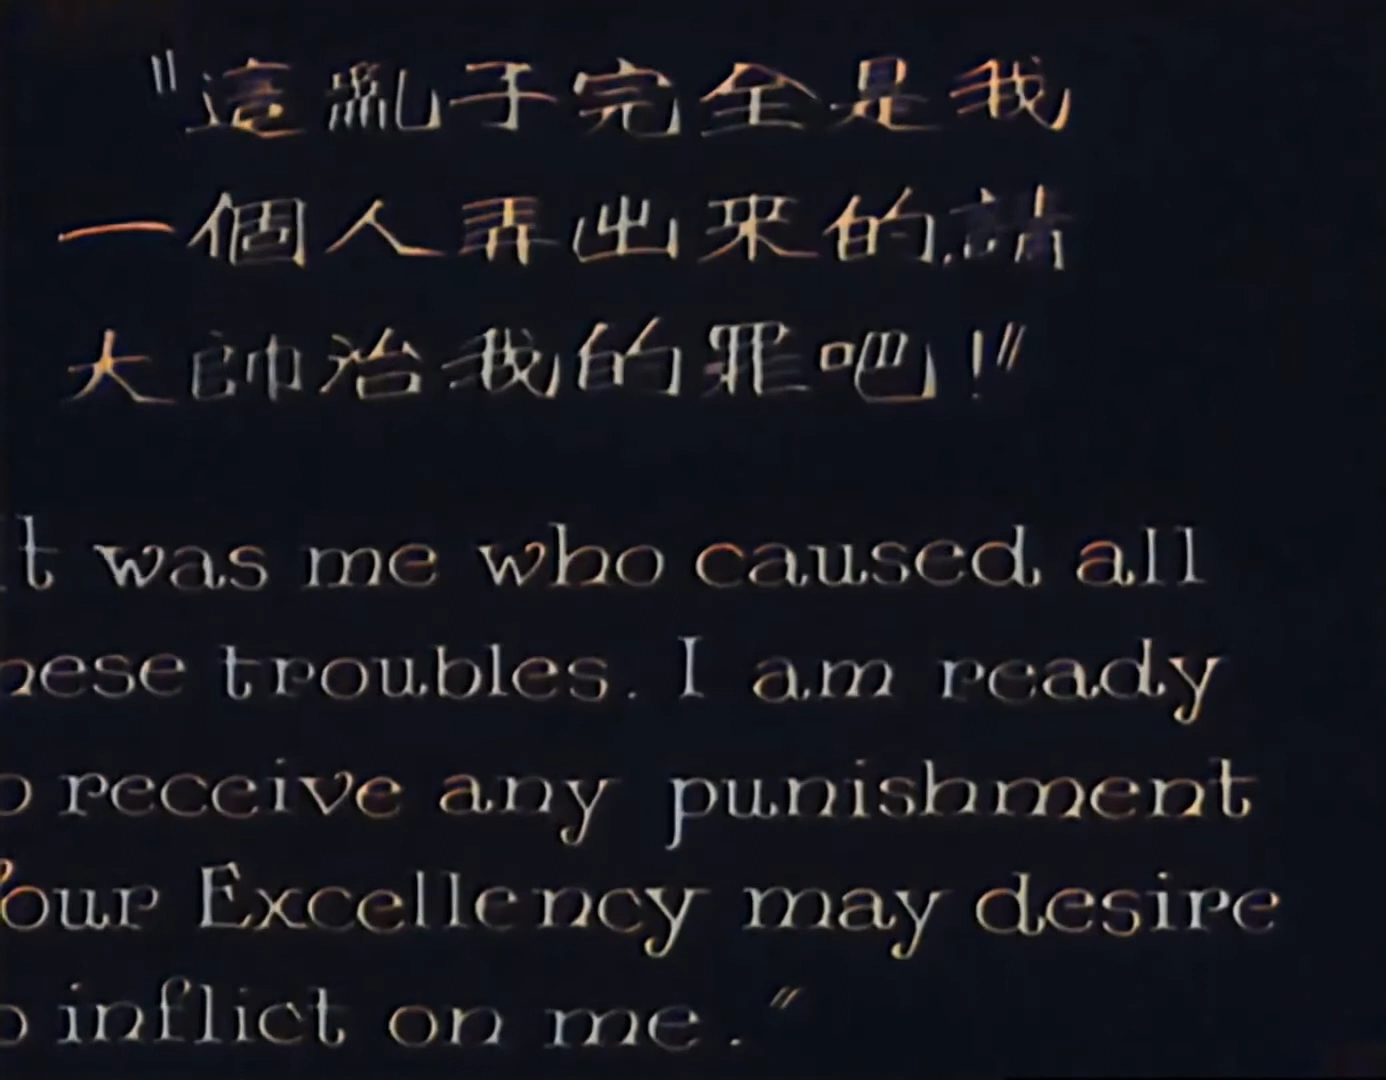 "這亂子完全是我
一個人弄出來的.請
大帥治我的罪吧!"
t was me who caused all
hese troubles. I am ready
o receive any punishment
Your Excellency may desire
o inflict on me."